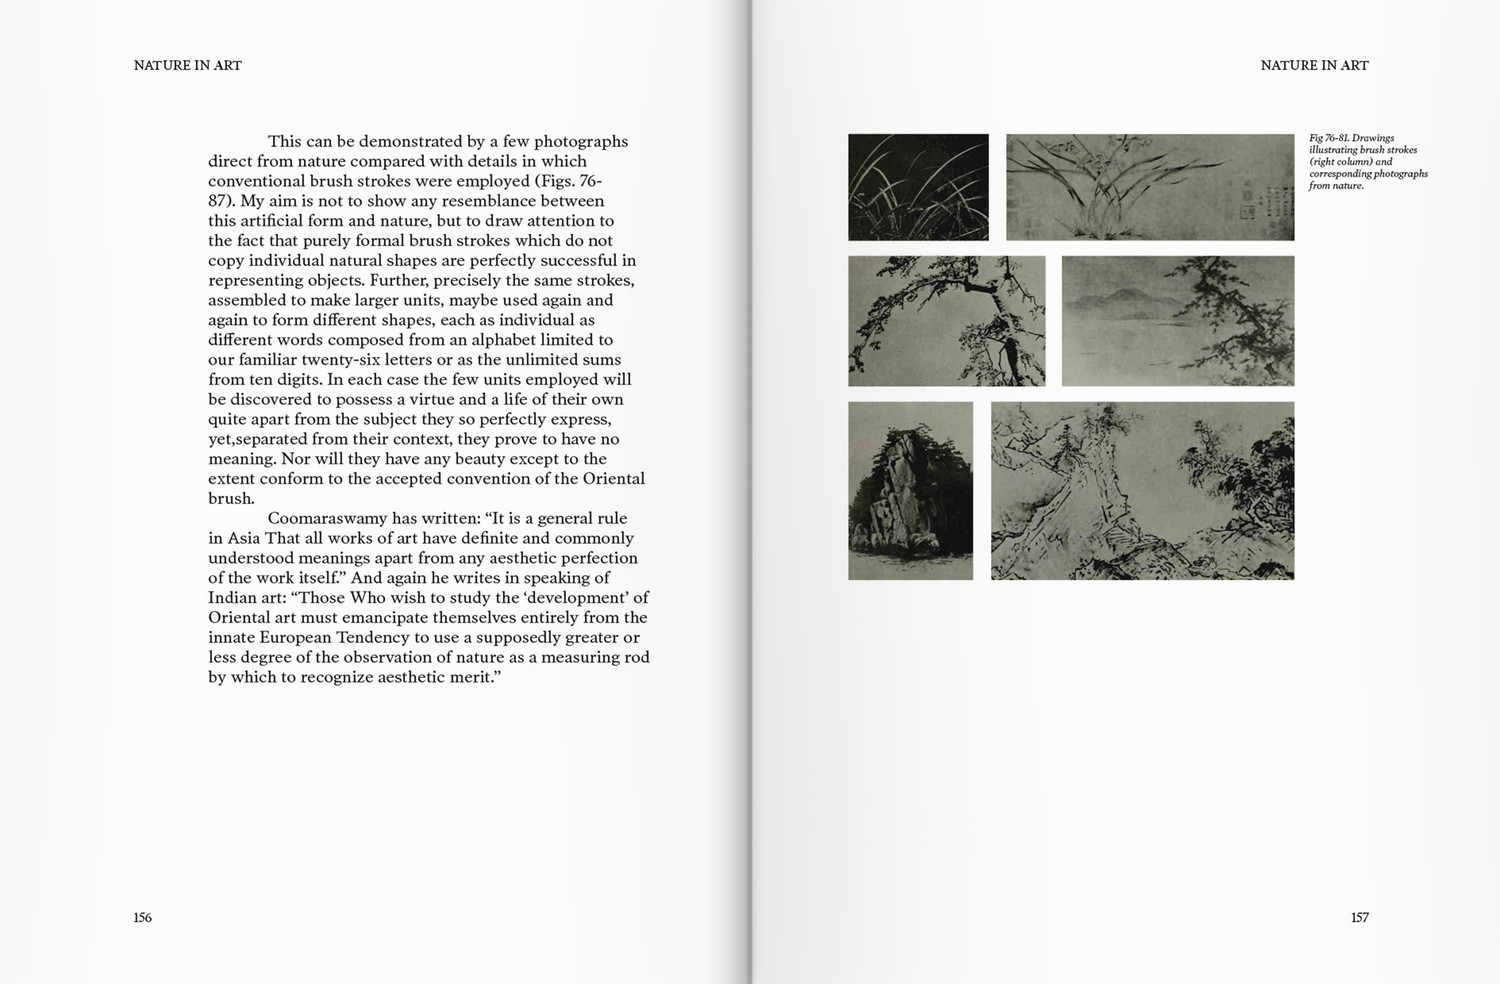 NATURE IN ART
This can be demonstrated by a few photographs
direct from nature compared with details in which
conventional brush strokes were employed (Figs. 76-
87). My aim is not to show any resemblance between
this artificial form and nature, but to draw attention to
the fact that purely formal brush strokes which do not
copy individual natural shapes are perfectly successful in
representing objects. Further, precisely the same strokes,
assembled to make larger units, maybe used again and
again to form different shapes, each as individual as
different words composed from an alphabet limited to
our familiar twenty-six letters or as the unlimited sums
from ten digits. In each case the few units employed will
be discovered to possess a virtue and a life of their own
quite apart from the subject they so perfectly express,
yet,separated from their context, they prove to have no
meaning. Nor will they have any beauty except to the
extent conform to the accepted convention of the Oriental
brush.
Coomaraswamy has written: “It is a general rule
in Asia That all works of art have definite and commonly
understood meanings apart from any aesthetic perfection
of the work itself.” And again he writes in speaking of
Indian art: “Those Who wish to study the ‘development’ of
Oriental art must emancipate themselves entirely from the
innate European Tendency to use a supposedly greater or
less degree of the observation of nature as a measuring rod
by which to recognize aesthetic merit.”
156
NATURE IN ART
Fig 76-81. Drawings
illustrating brush strokes
(right column) and
corresponding photographs
from nature.
157